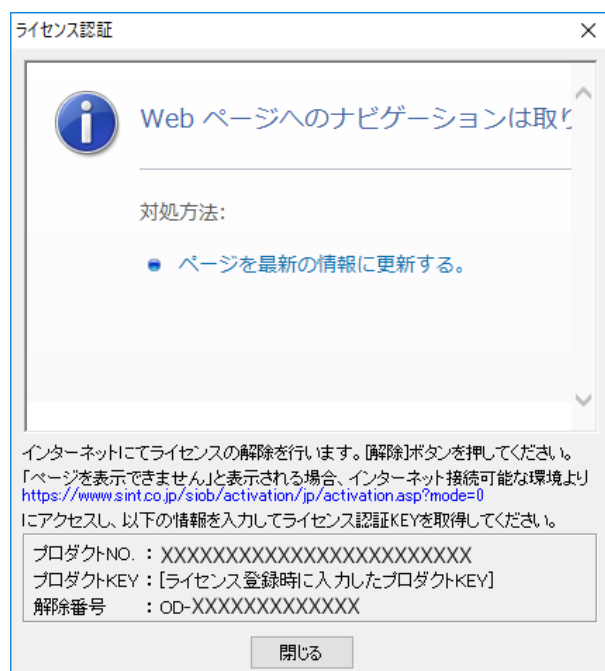 ライセンス認証
Web ページへのナビゲーションは取り
対処方法:
ページを最新の情報に更新する。
インターネットにてライセンスの解除を行います。[解除]ボタンを押してください。
「ページを表示できません」と表示される場合、インターネット接続可能な環境より
https://www.sint.co.jp/siob/activation/jp/activation.asp?mode=0
にアクセスし、以下の情報を入力してライセンス認証KEYを取得してください。
プロダクトNO. : XXXXXXXXXXXXXXXXXXXXXXXX
プロダクトKEY : [ライセンス登録時に入力したプロダクトKEY]
解除番号 : OD-XXXXXXXXXXXXX
閉じる